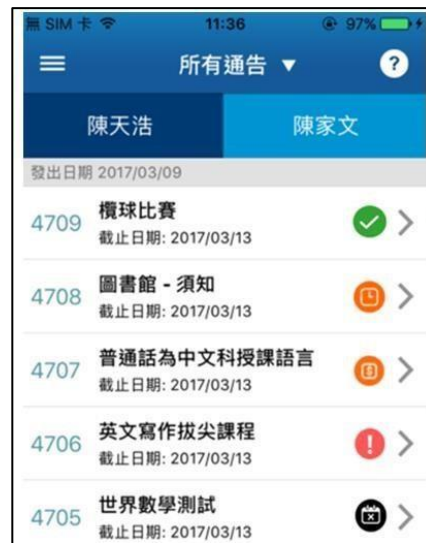 無 SIM 卡 11:36 97%
所有通告 ▼ ?
陳天浩 陳家文
發出日期 2017/03/09
4709 欖球比賽
截止日期: 2017/03/13
4708 圖書館 - 須知
截止日期: 2017/03/13
4707 普通話為中文科授課語言
截止日期: 2017/03/13
4706 英文寫作拔尖課程
截止日期: 2017/03/13
4705 世界數學測試
截止日期: 2017/03/13